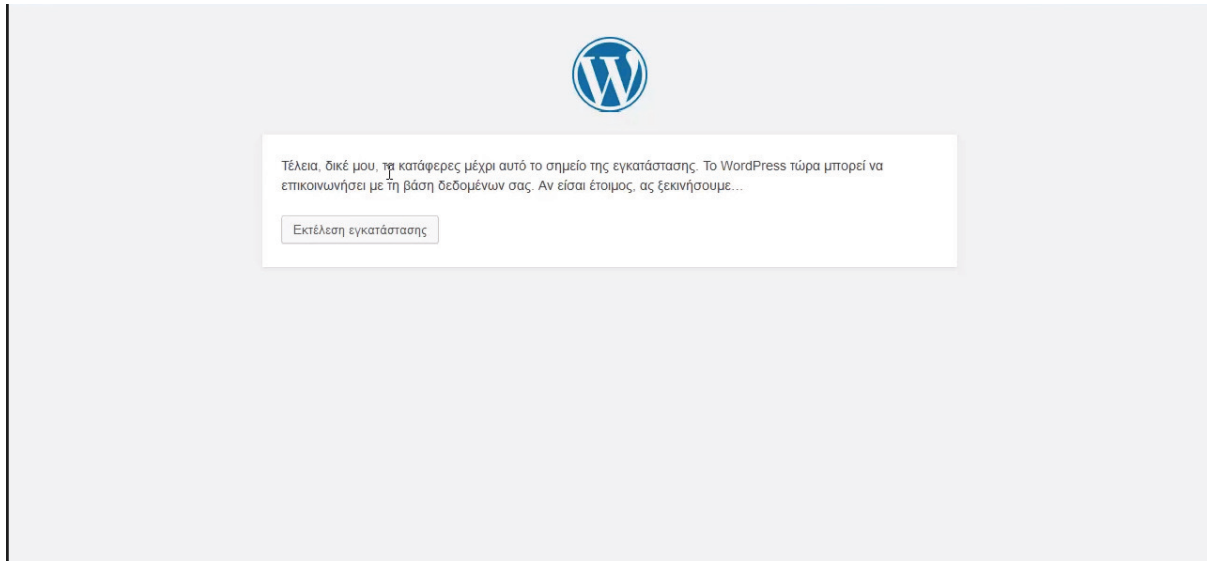 Τέλεια, δικέ μου, τα κατάφερες μέχρι αυτό το σημείο της εγκατάστασης. Το WordPress τώρα μπορεί να
επικοινωνήσει με τη βάση δεδομένων σας. Αν είσαι έτοιμος, ας ξεκινήσουμε…
Εκτέλεση εγκατάστασης